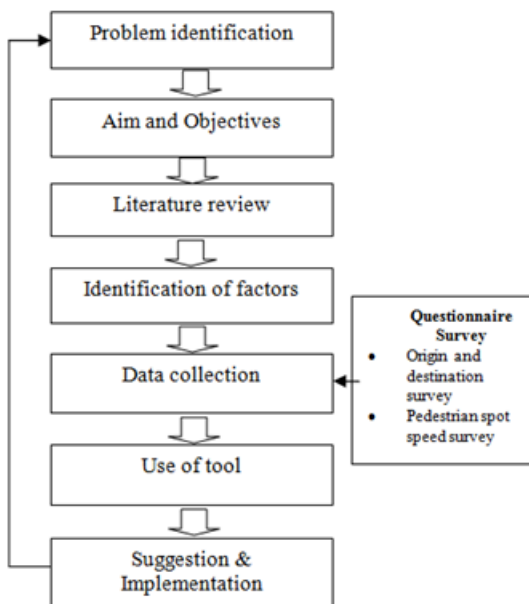 Problem identification
Aim and Objectives
Literature review
Identification of factors
Data collection
Use of tool
Suggestion &
Implementation
Questionnaire
Survey
• Origin and
destination
survey
• Pedestrian spot
speed survey